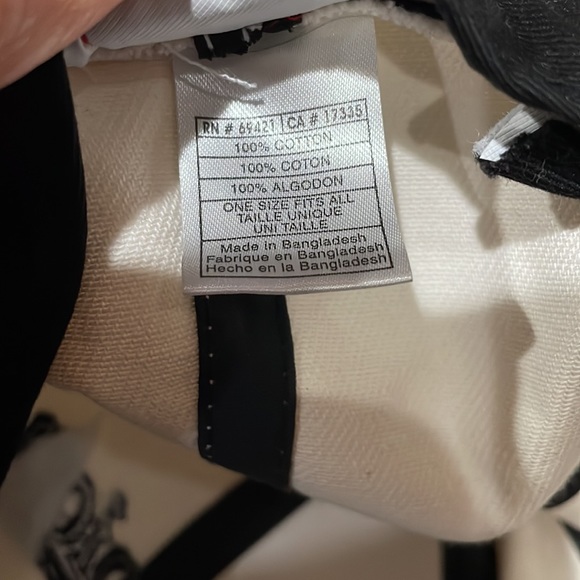 RN # 69421 CA # 17335
100% COTTON
100% COTON
100% ALGODON
ONE SIZE FITS ALL
TAILLE UNIQUE
UNI TAILLE
Made in Bangladesh
Fabrique en Bangladesh
Hecho en la Bangladesh